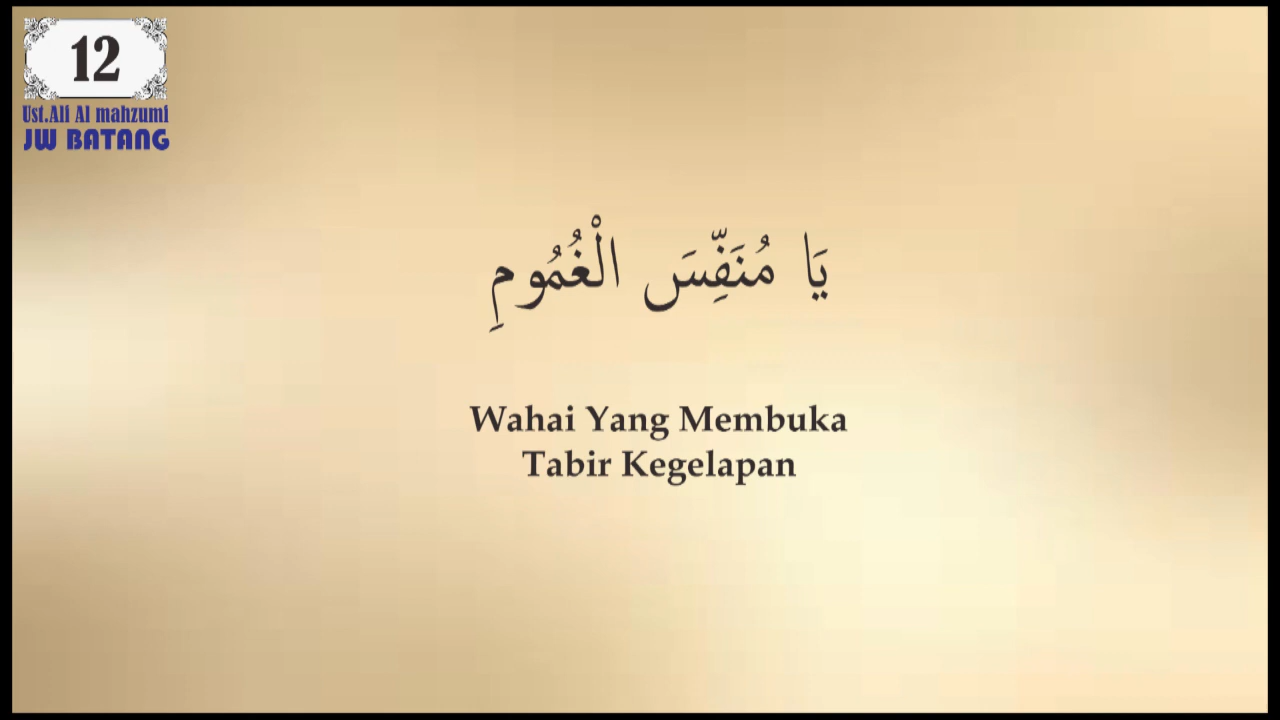 12
Ust.Ali Al mahzumi
JW BATANG
يَا مُنَفِّسَ الْغُمُومِ
Wahai Yang Membuka
Tabir Kegelapan